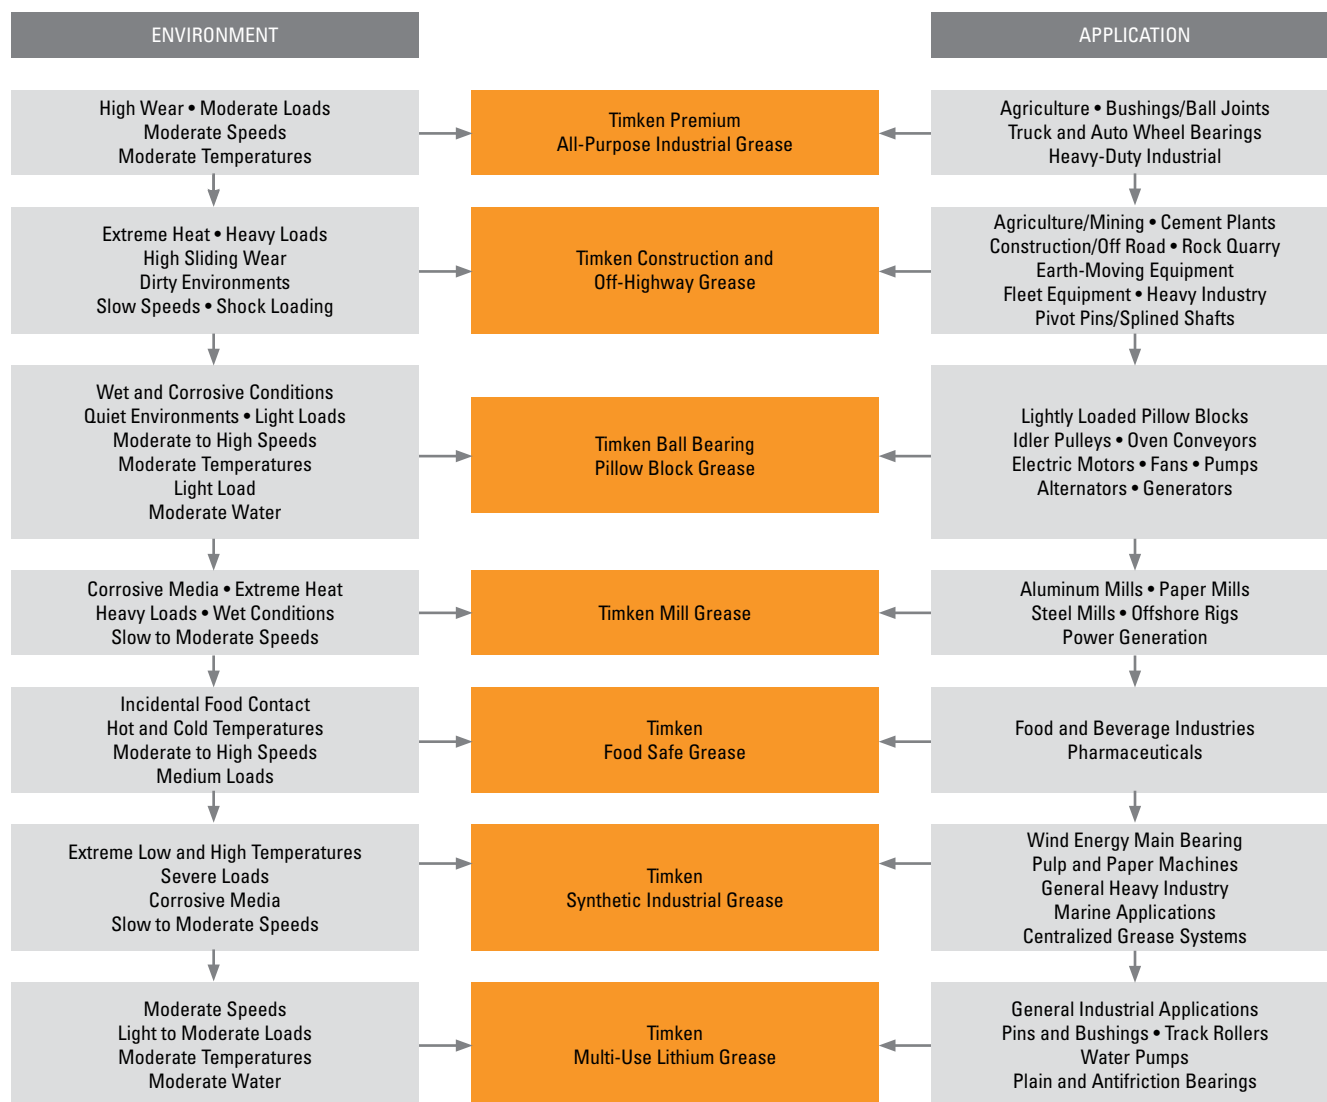 ENVIRONMENT
APPLICATION
High Wear • Moderate Loads
Moderate Speeds
Moderate Temperatures
Timken Premium
All-Purpose Industrial Grease
Agriculture • Bushings/Ball Joints
Truck and Auto Wheel Bearings
Heavy-Duty Industrial
Extreme Heat • Heavy Loads
High Sliding Wear
Dirty Environments
Slow Speeds • Shock Loading
Timken Construction and
Off-Highway Grease
Agriculture/Mining • Cement Plants
Construction/Off Road • Rock Quarry
Earth-Moving Equipment
Fleet Equipment • Heavy Industry
Pivot Pins/Splined Shafts
Wet and Corrosive Conditions
Quiet Environments • Light Loads
Moderate to High Speeds
Moderate Temperatures
Light Load
Moderate Water
Timken Ball Bearing
Pillow Block Grease
Lightly Loaded Pillow Blocks
Idler Pulleys • Oven Conveyors
Electric Motors • Fans • Pumps
Alternators • Generators
Corrosive Media • Extreme Heat
Heavy Loads • Wet Conditions
Slow to Moderate Speeds
Timken Mill Grease
Aluminum Mills • Paper Mills
Steel Mills • Offshore Rigs
Power Generation
Incidental Food Contact
Hot and Cold Temperatures
Moderate to High Speeds
Medium Loads
Timken
Food Safe Grease
Food and Beverage Industries
Pharmaceuticals
Extreme Low and High Temperatures
Severe Loads
Corrosive Media
Slow to Moderate Speeds
Timken
Synthetic Industrial Grease
Wind Energy Main Bearing
Pulp and Paper Machines
General Heavy Industry
Marine Applications
Centralized Grease Systems
Moderate Speeds
Light to Moderate Loads
Moderate Temperatures
Moderate Water
Timken
Multi-Use Lithium Grease
General Industrial Applications
Pins and Bushings • Track Rollers
Water Pumps
Plain and Antifriction Bearings